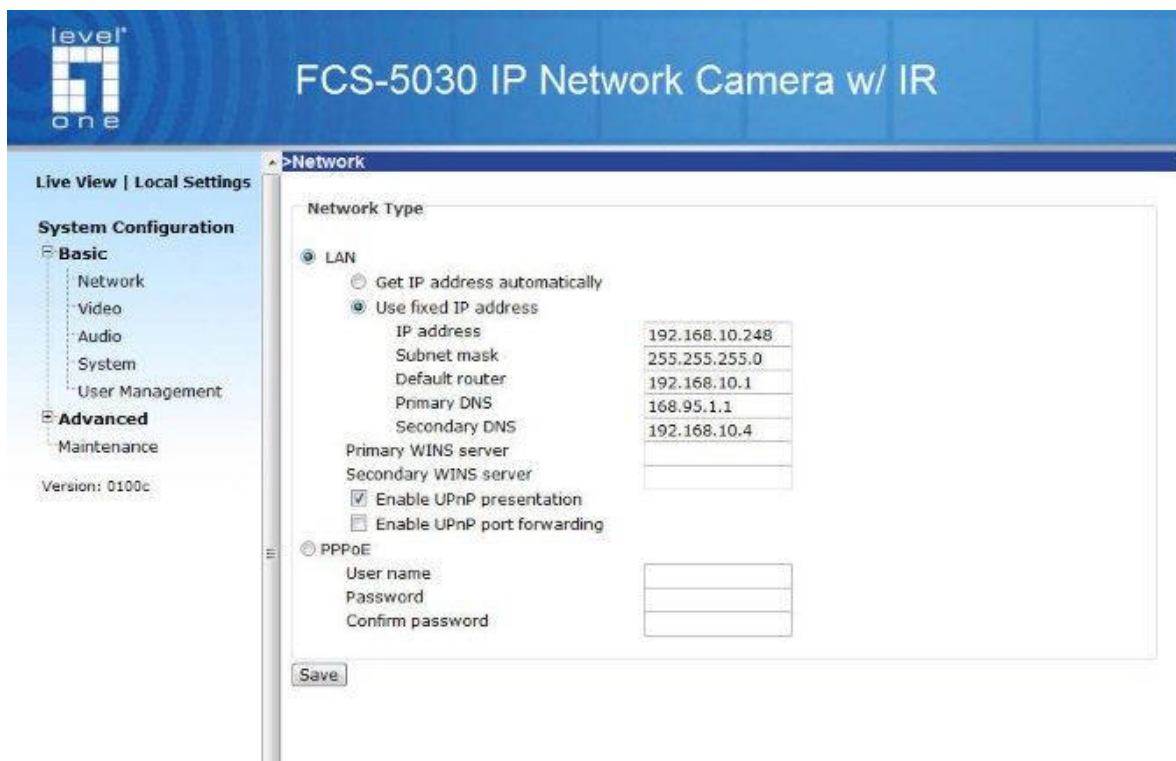 level
one
FCS-5030 IP Network Camera w/ IR
Live View | Local Settings
System Configuration
Basic
Network
Video
Audio
System
User Management
Advanced
Maintenance
Version: 0100c
>Network
Network Type
LAN
Get IP address automatically
Use fixed IP address
IP address 192.168.10.248
Subnet mask 255.255.255.0
Default router 192.168.10.1
Primary DNS 168.95.1.1
Secondary DNS 192.168.10.4
Primary WINS server
Secondary WINS server
Enable UPnP presentation
Enable UPnP port forwarding
PPPoE
User name
Password
Confirm password
Save